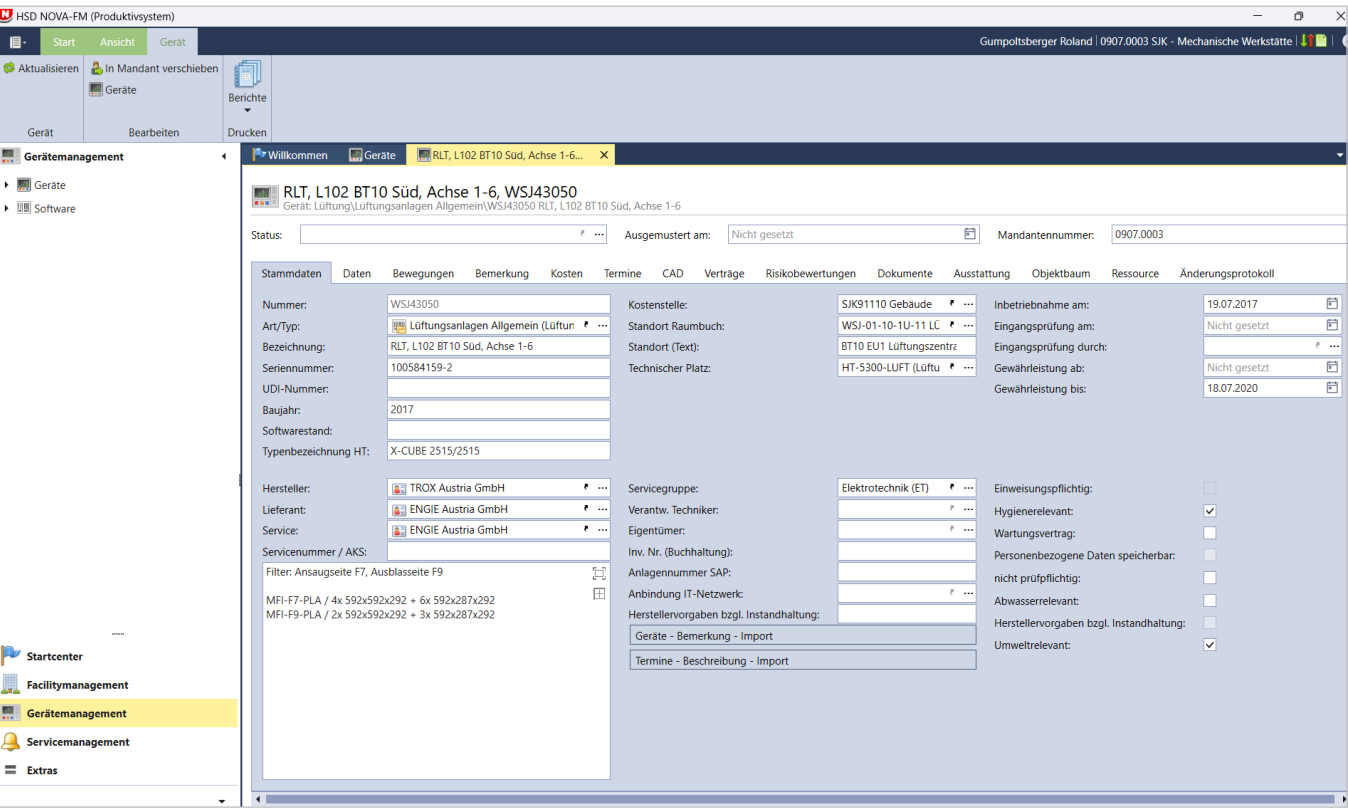 HSD NOVA-FM (Produktivsystem)
Start Ansicht Gerät
Gumpoltsberger Roland | 0907.0003 SJK - Mechanische Werkstätte |
Aktualisieren In Mandant verschieben
Geräte
Berichte
Gerät Bearbeiten Drucken
Gerätemanagement
Geräte
Software
Willkommen Geräte RLT, L102 BT10 Süd, Achse 1-6...
RLT, L102 BT10 Süd, Achse 1-6, WSJ43050
Gerät: Lüftung\Lüftungsanlagen Allgemein\WSJ43050 RLT, L102 BT10 Süd, Achse 1-6
Status: Ausgemustert am: Nicht gesetzt Mandantennummer: 0907.0003
Stammdaten Daten Bewegungen Bemerkung Kosten Termine CAD Verträge Risikobewertungen Dokumente Ausstattung Objektbaum Ressource Änderungsprotokoll
Nummer: WSJ43050
Art/Typ: Lüftungsanlagen Allgemein (Lüftun
Bezeichnung: RLT, L102 BT10 Süd, Achse 1-6
Seriennummer: 100584159-2
UDI-Nummer:
Baujahr: 2017
Softwarestand:
Typenbezeichnung HT: X-CUBE 2515/2515
Kostenstelle: SJK91110 Gebäude
Standort Raumbuch: WSJ-01-10-1U-11 LÜ
Standort (Text): BT10 EU1 Lüftungszentra
Technischer Platz: HT-5300-LUFT (Lüftu
Inbetriebnahme am: 19.07.2017
Eingangsprüfung am: Nicht gesetzt
Eingangsprüfung durch:
Gewährleistung ab: Nicht gesetzt
Gewährleistung bis: 18.07.2020
Hersteller: TROX Austria GmbH
Lieferant: ENGIE Austria GmbH
Service: ENGIE Austria GmbH
Servicenummer / AKS:
Filter: Ansaugseite F7, Ausblasseite F9
MFI-F7-PLA / 4x 592x592x292 + 6x 592x287x292
MFI-F9-PLA / 2x 592x592x292 + 3x 592x287x292
Servicegruppe: Elektrotechnik (ET)
Verantw. Techniker:
Eigentümer:
Inv. Nr. (Buchhaltung):
Anlagennummer SAP:
Anbindung IT-Netzwerk:
Herstellervorgaben bzgl. Instandhaltung:
Geräte - Bemerkung - Import
Termine - Beschreibung - Import
Einweisungspflichtig:
Hygienerelevant:
Wartungsvertrag:
Personenbezogene Daten speicherbar:
nicht prüfpflichtig:
Abwasserrelevant:
Herstellervorgaben bzgl. Instandhaltung:
Umweltrelevant:
Startcenter
Facilitymanagement
Gerätemanagement
Servicemanagement
Extras